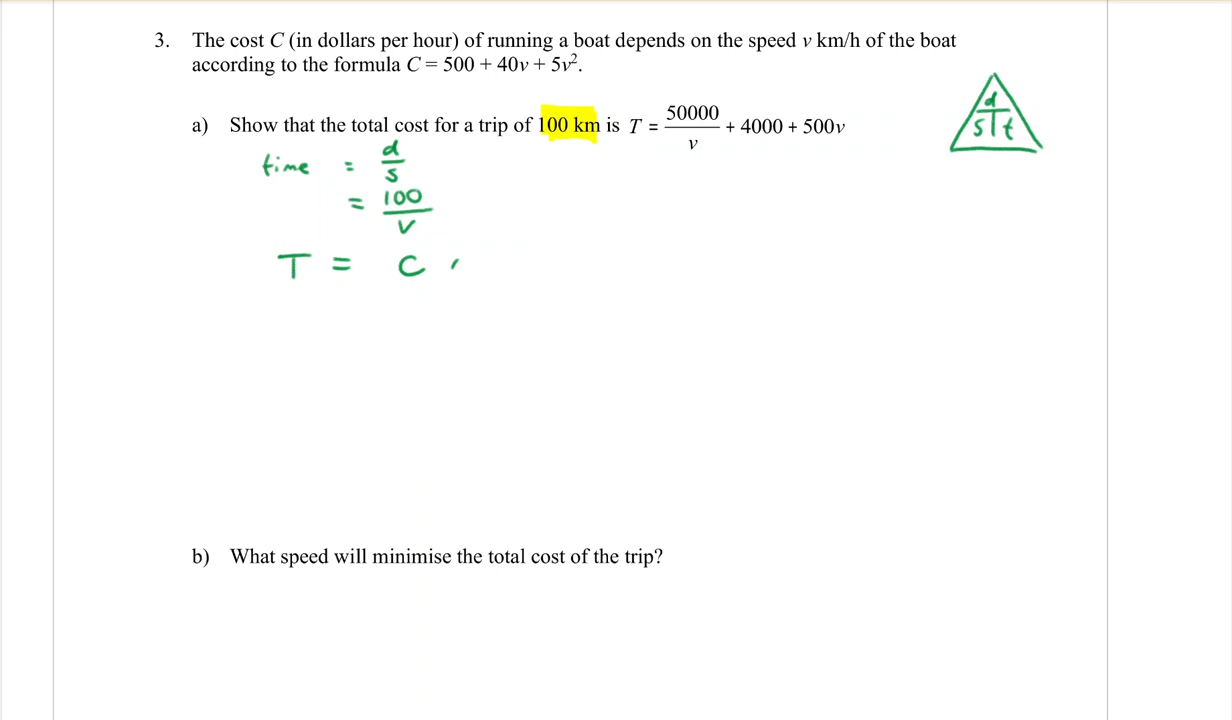 3. The cost C (in dollars per hour) of running a boat depends on the speed v km/h of the boat
according to the formula C = 500 + 40v + 5v².
a) Show that the total cost for a trip of 100 km is T = 50000/v + 4000 + 500v
d
s t
time = d/s
= 100/v
T = C
b) What speed will minimise the total cost of the trip?